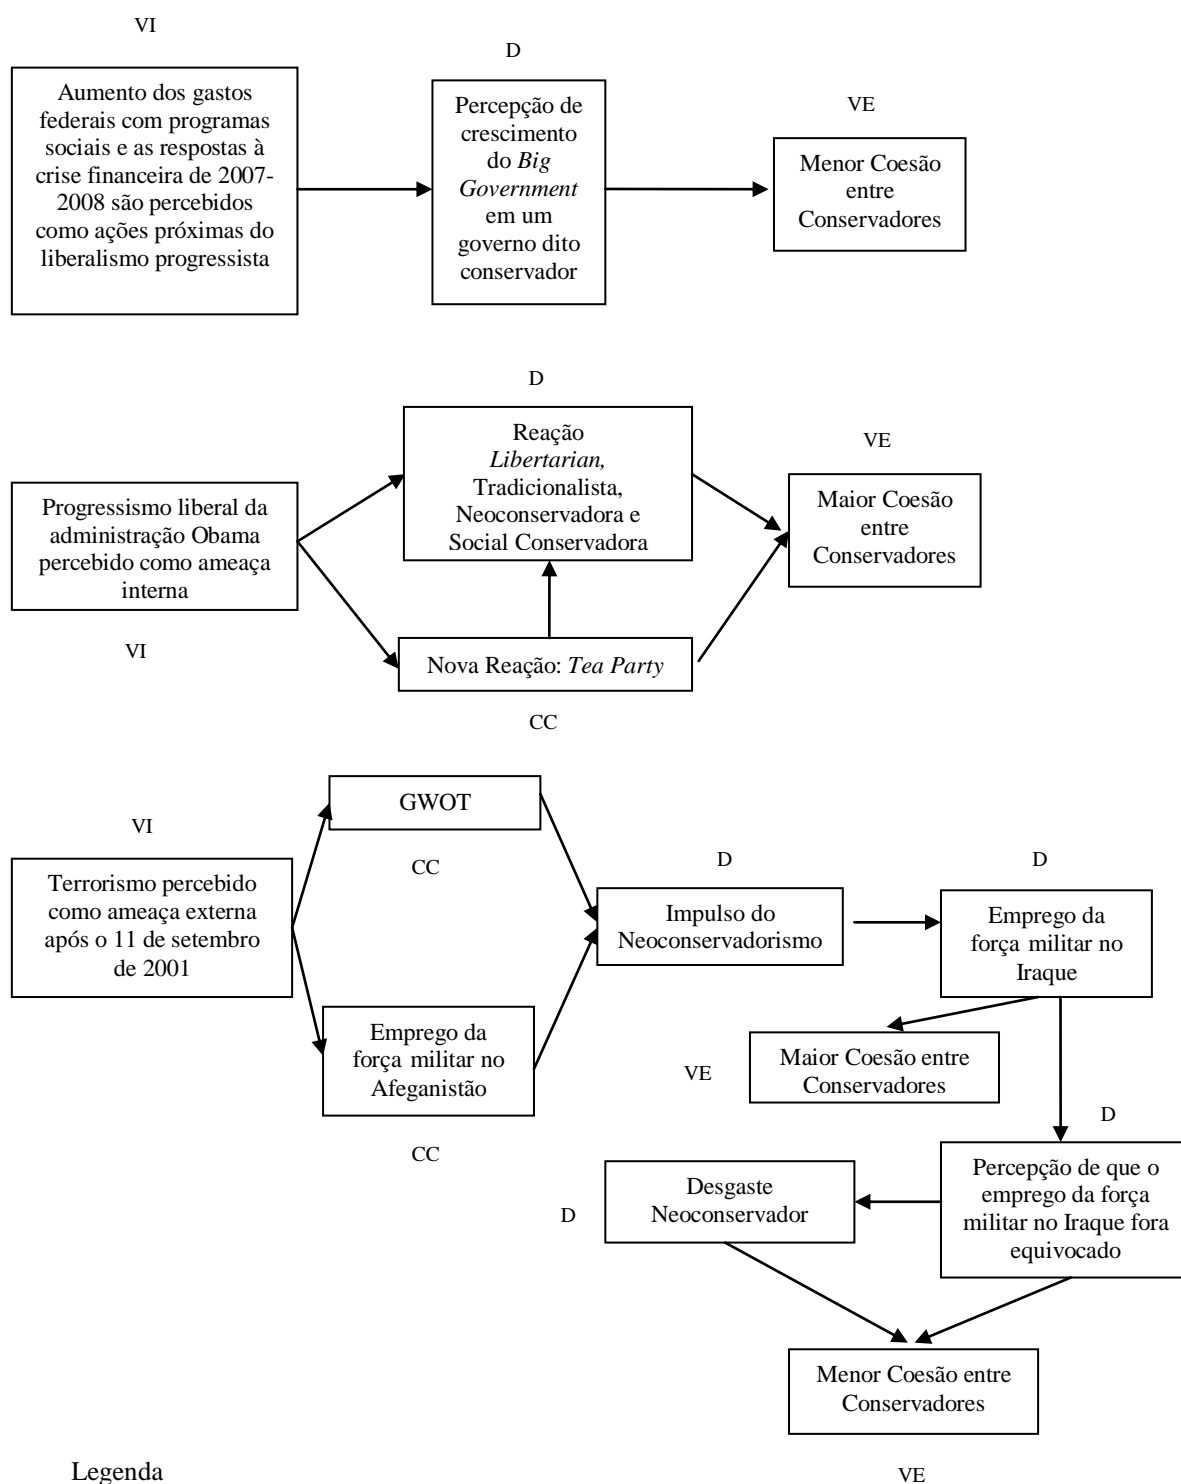 VI
Aumento dos gastos
federais com programas
sociais e as respostas à
crise financeira de 2007-
2008 são percebidos
como ações próximas do
liberalismo progressista
D
Percepção de
crescimento
do Big
Government
em um
governo dito
conservador
VE
Menor Coesão
entre
Conservadores
Progressismo liberal da
administração Obama
percebido como ameaça
interna
VI
D
Reação
Libertarian,
Tradicionalista,
Neoconservadora e
Social Conservadora
Nova Reação: Tea Party
CC
VE
Maior Coesão
entre
Conservadores
VI
Terrorismo percebido
como ameaça externa
após o 11 de setembro
de 2001
GWOT
CC
Emprego da
força militar no
Afeganistão
CC
D
Impulso do
Neoconservadorismo
D
Emprego da
força militar no
Iraque
VE
Maior Coesão entre
Conservadores
D
Percepção de que o
emprego da força
militar no Iraque fora
equivocado
D
Desgaste
Neoconservador
Menor Coesão entre
Conservadores
VE
Legenda